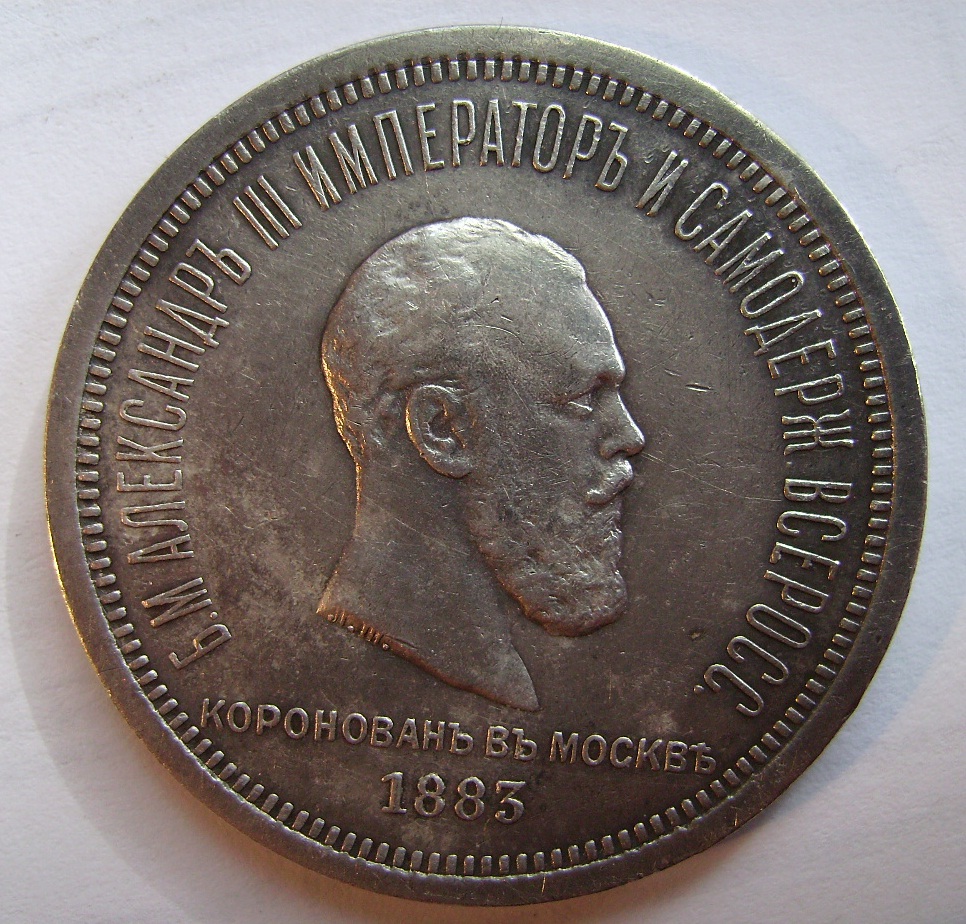 Б. М. АЛЕКСАНДРЪ III ИМПЕРАТОРЪ И САМОДЕРЖ. ВСЕРОСС.
Л.Ш.
КОРОНОВАНЪ ВЪ МОСКВѢ
1883